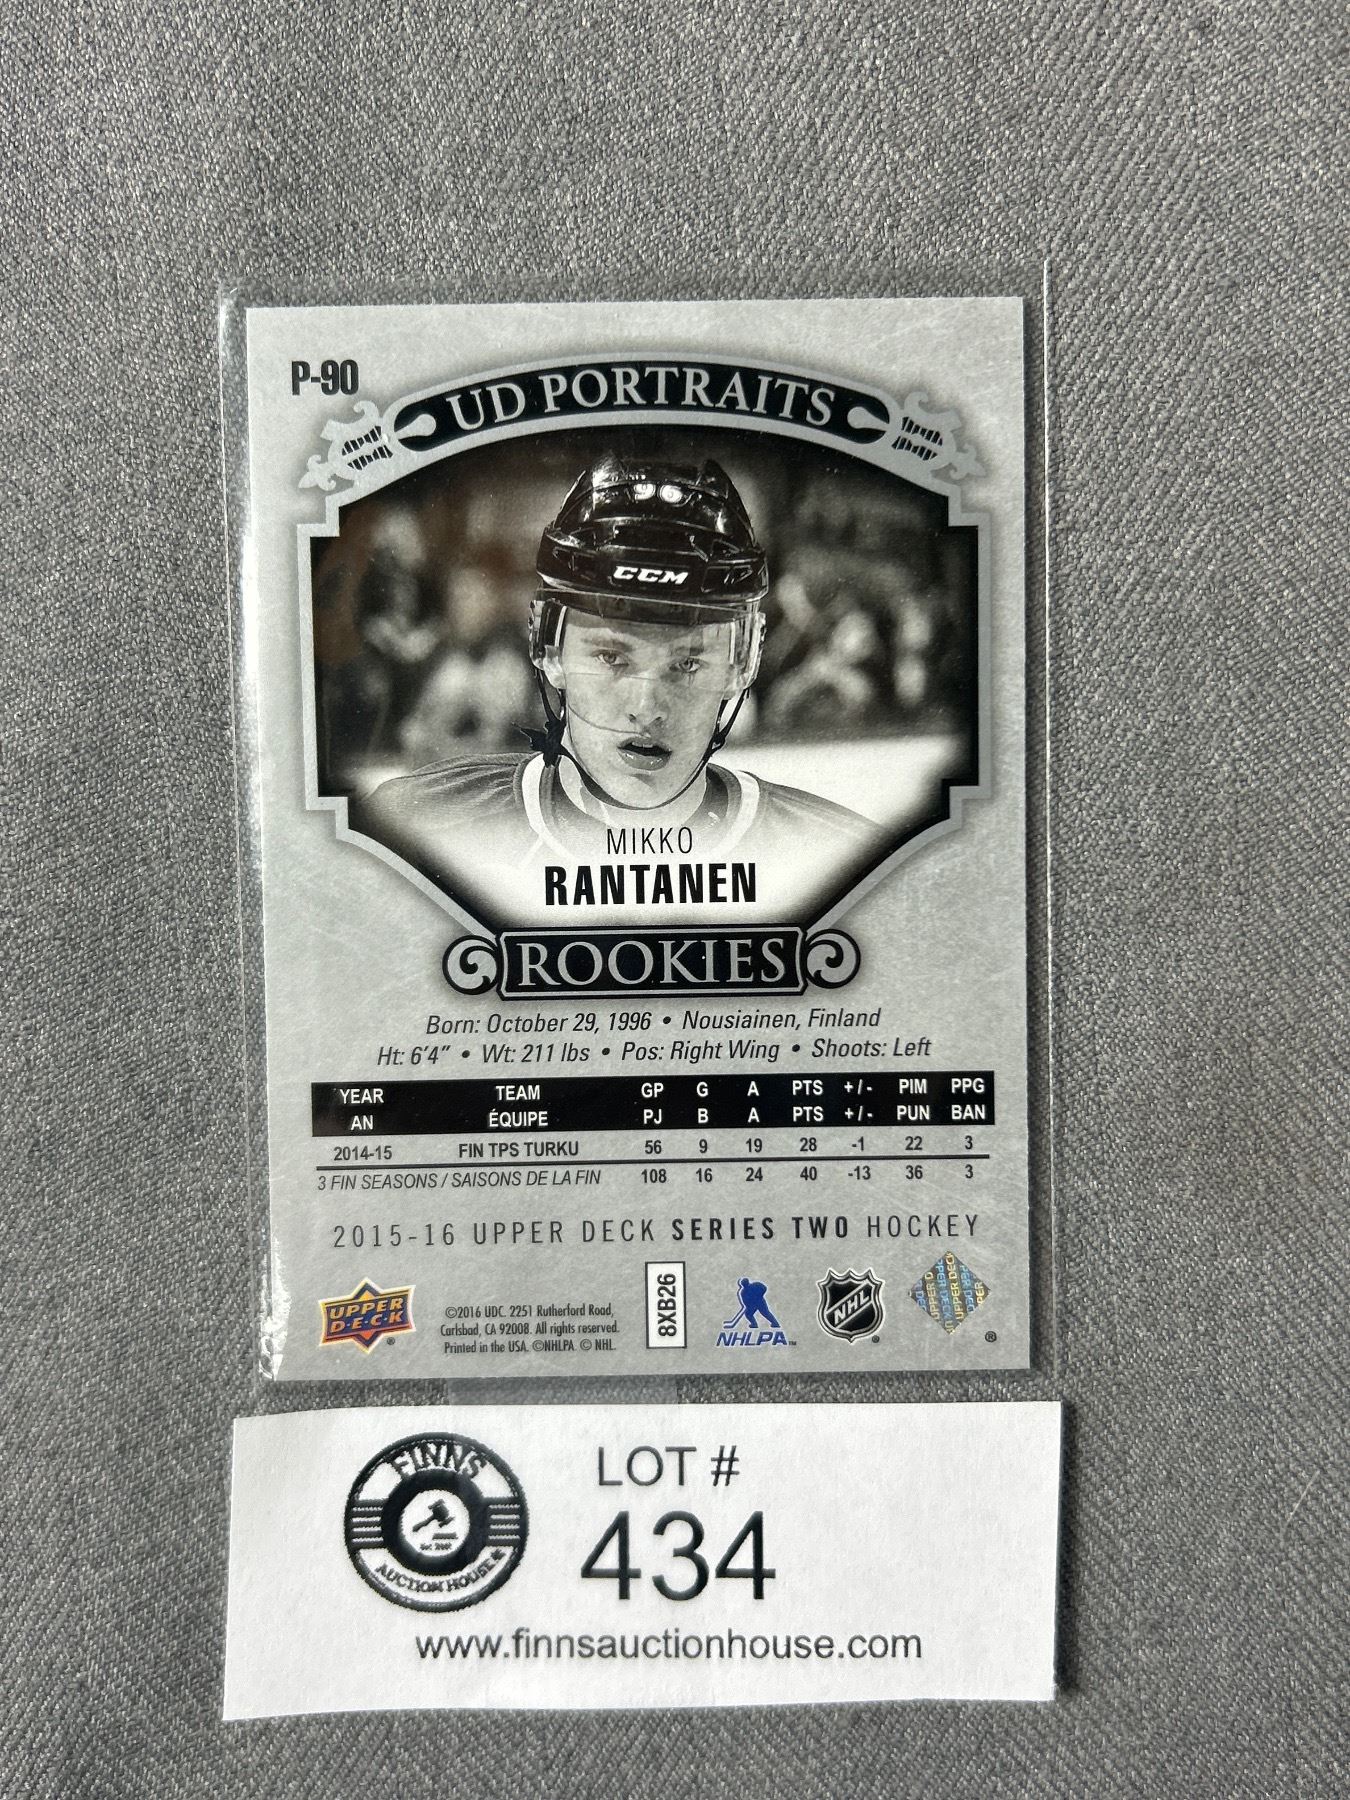 P-90
UD PORTRAITS
96
CCM
MIKKO
RANTANEN
ROOKIES
Born: October 29, 1996 • Nousiainen, Finland
Ht: 6'4" • Wt: 211 lbs • Pos: Right Wing • Shoots: Left
YEAR TEAM GP G A PTS +/- PIM PPG
AN ÉQUIPE PJ B A PTS +/- PUN BAN
2014-15 FIN TPS TURKU 56 9 19 28 -1 22 3
3 FIN SEASONS / SAISONS DE LA FIN 108 16 24 40 -13 36 3
2015-16 UPPER DECK SERIES TWO HOCKEY
UPPER
D·E·C·K
®
©2016 UDC. 2251 Rutherford Road,
Carlsbad, CA 92008. All rights reserved.
Printed in the USA. ©NHLPA. © NHL.
8XB26
NHLPA™
NHL
®
UPPER DECK
®
FINNS
AUCTION HOUSE
LOT #
434
www.finnsauctionhouse.com